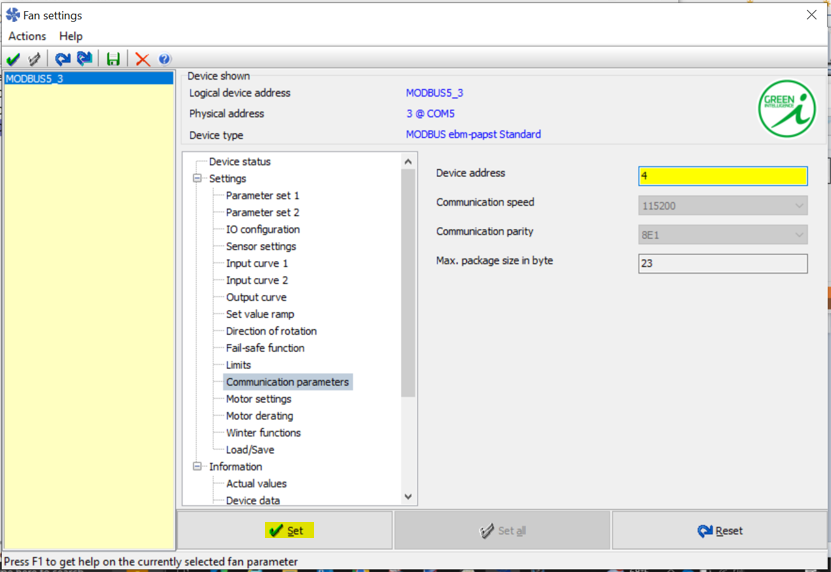 Fan settings
Actions Help
MODBUS5_3
Device shown
Logical device address MODBUS5_3
Physical address 3 @ COM5
Device type MODBUS ebm-papst Standard
GREEN
INTELLIGENCE
Device status
Settings
Parameter set 1
Parameter set 2
IO configuration
Sensor settings
Input curve 1
Input curve 2
Output curve
Set value ramp
Direction of rotation
Fail-safe function
Limits
Communication parameters
Motor settings
Motor derating
Winter functions
Load/Save
Information
Actual values
Device data
Device address 4
Communication speed 115200
Communication parity 8E1
Max. package size in byte 23
Set Set all Reset
Press F1 to get help on the currently selected fan parameter